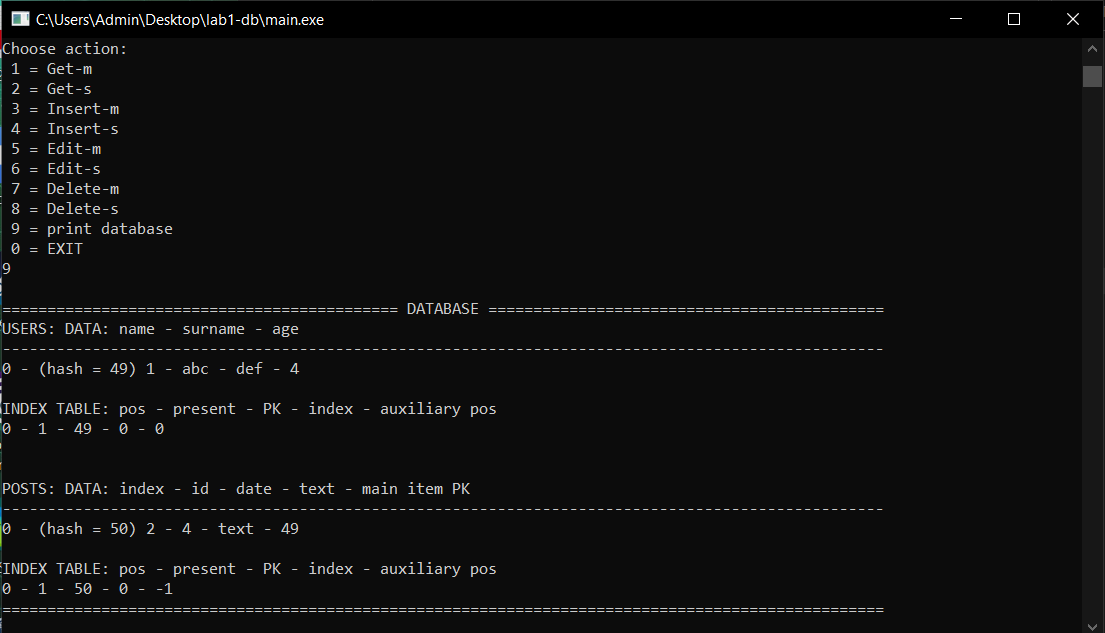 C:\Users\Admin\Desktop\lab1-db\main.exe
Choose action:
 1 = Get-m
 2 = Get-s
 3 = Insert-m
 4 = Insert-s
 5 = Edit-m
 6 = Edit-s
 7 = Delete-m
 8 = Delete-s
 9 = print database
 0 = EXIT
9
============================================ DATABASE ============================================
USERS: DATA: name - surname - age
--------------------------------------------------------------------------------------------------
0 - (hash = 49) 1 - abc - def - 4
INDEX TABLE: pos - present - PK - index - auxiliary pos
0 - 1 - 49 - 0 - 0
POSTS: DATA: index - id - date - text - main item PK
--------------------------------------------------------------------------------------------------
0 - (hash = 50) 2 - 4 - text - 49
INDEX TABLE: pos - present - PK - index - auxiliary pos
0 - 1 - 50 - 0 - -1
==================================================================================================